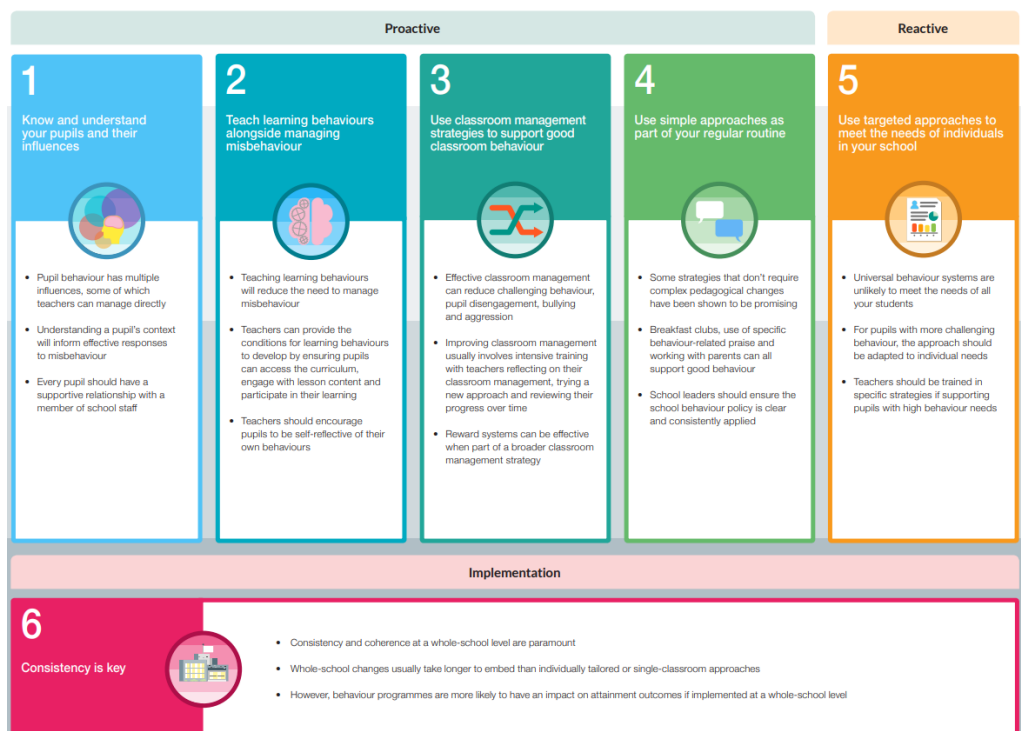 Proactive
Reactive
1
Know and understand
your pupils and their
influences
• Pupil behaviour has multiple
influences, some of which
teachers can manage directly
• Understanding a pupil's context
will inform effective responses
to misbehaviour
• Every pupil should have a
supportive relationship with a
member of school staff
2
Teach learning behaviours
alongside managing
misbehaviour
• Teaching learning behaviours
will reduce the need to manage
misbehaviour
• Teachers can provide the
conditions for learning behaviours
to develop by ensuring pupils
can access the curriculum,
engage with lesson content and
participate in their learning
• Teachers should encourage
pupils to be self-reflective of their
own behaviours
3
Use classroom management
strategies to support good
classroom behaviour
• Effective classroom management
can reduce challenging behaviour,
pupil disengagement, bullying
and aggression
• Improving classroom management
usually involves intensive training
with teachers reflecting on their
classroom management, trying a
new approach and reviewing their
progress over time
• Reward systems can be effective
when part of a broader classroom
management strategy
4
Use simple approaches as
part of your regular routine
• Some strategies that don't require
complex pedagogical changes
have been shown to be promising
• Breakfast clubs, use of specific
behaviour-related praise and
working with parents can all
support good behaviour
• School leaders should ensure the
school behaviour policy is clear
and consistently applied
5
Use targeted approaches to
meet the needs of individuals
in your school
• Universal behaviour systems are
unlikely to meet the needs of all
your students
• For pupils with more challenging
behaviour, the approach should
be adapted to individual needs
• Teachers should be trained in
specific strategies if supporting
pupils with high behaviour needs
Implementation
6
Consistency is key
• Consistency and coherence at a whole-school level are paramount
• Whole-school changes usually take longer to embed than individually tailored or single-classroom approaches
• However, behaviour programmes are more likely to have an impact on attainment outcomes if implemented at a whole-school level